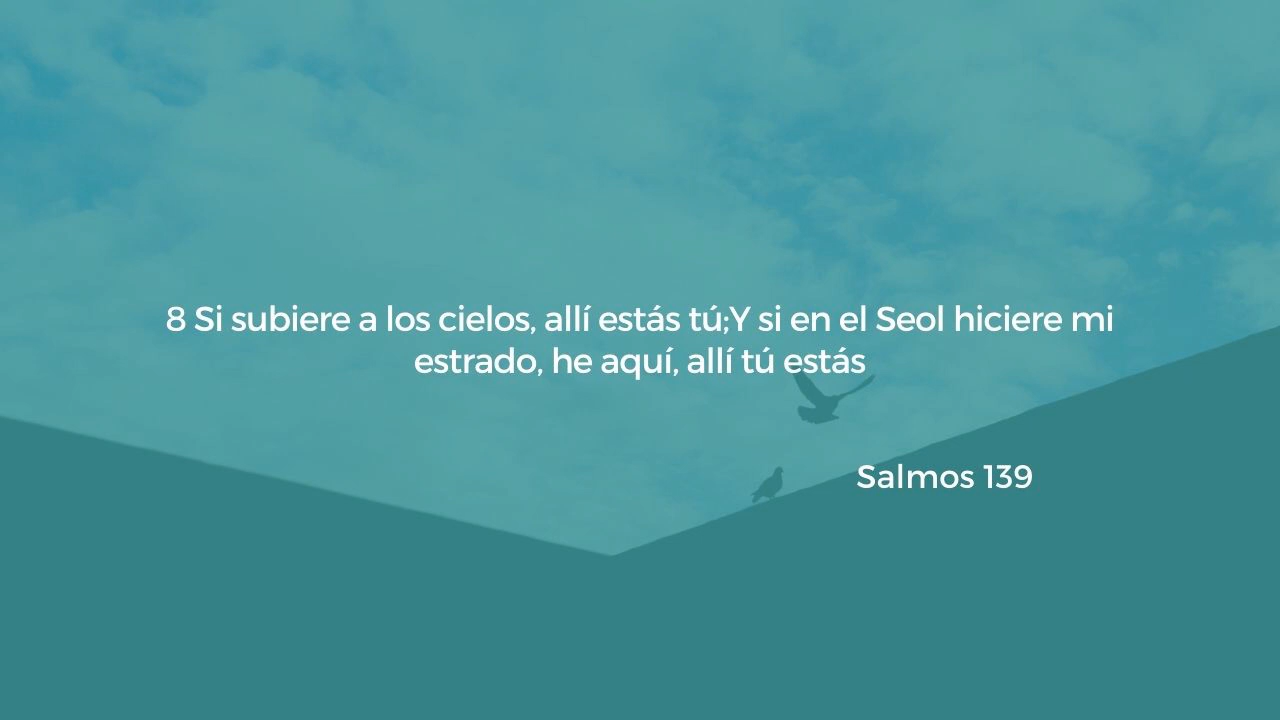 8 Si subiere a los cielos, allí estás tú;Y si en el Seol hiciere mi
estrado, he aquí, allí tú estás
Salmos 139